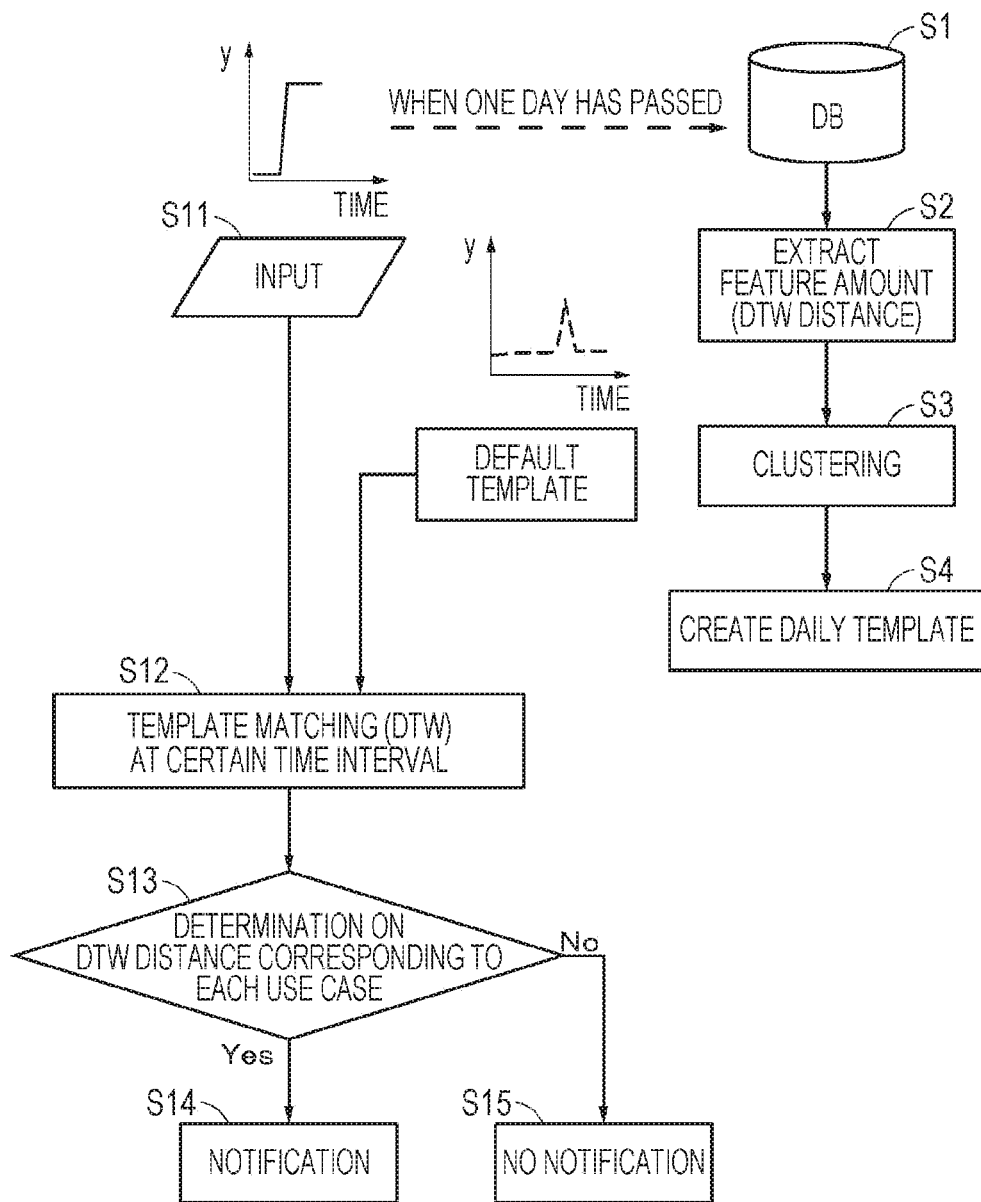 S1
y
WHEN ONE DAY HAS PASSED
DB
TIME
S11
INPUT
y
TIME
S2
EXTRACT
FEATURE AMOUNT
(DTW DISTANCE)
DEFAULT
TEMPLATE
S3
CLUSTERING
S4
CREATE DAILY TEMPLATE
S12
TEMPLATE MATCHING (DTW)
AT CERTAIN TIME INTERVAL
S13
DETERMINATION ON
DTW DISTANCE CORRESPONDING TO
EACH USE CASE
No
Yes
S14
NOTIFICATION
S15
NO NOTIFICATION